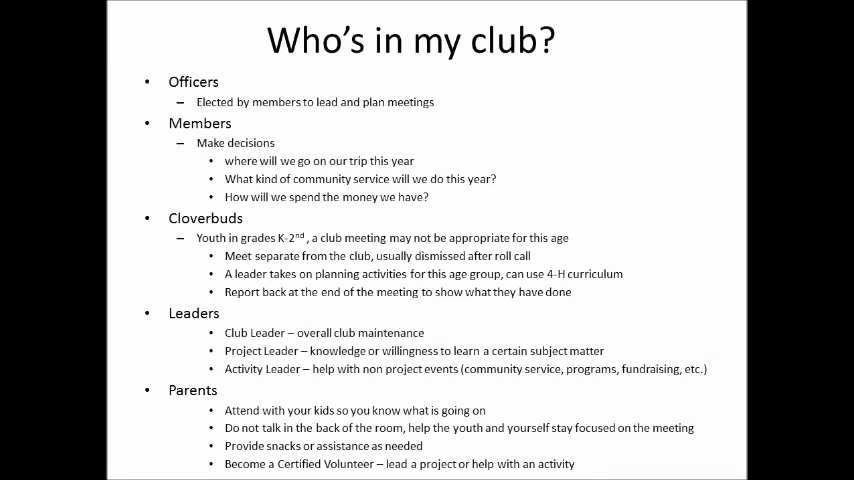 Who's in my club?
• Officers
– Elected by members to lead and plan meetings
• Members
– Make decisions
• where will we go on our trip this year
• What kind of community service will we do this year?
• How will we spend the money we have?
• Cloverbuds
– Youth in grades K-2nd , a club meeting may not be appropriate for this age
• Meet separate from the club, usually dismissed after roll call
• A leader takes on planning activities for this age group, can use 4-H curriculum
• Report back at the end of the meeting to show what they have done
• Leaders
• Club Leader – overall club maintenance
• Project Leader – knowledge or willingness to learn a certain subject matter
• Activity Leader – help with non project events (community service, programs, fundraising, etc.)
• Parents
• Attend with your kids so you know what is going on
• Do not talk in the back of the room, help the youth and yourself stay focused on the meeting
• Provide snacks or assistance as needed
• Become a Certified Volunteer – lead a project or help with an activity